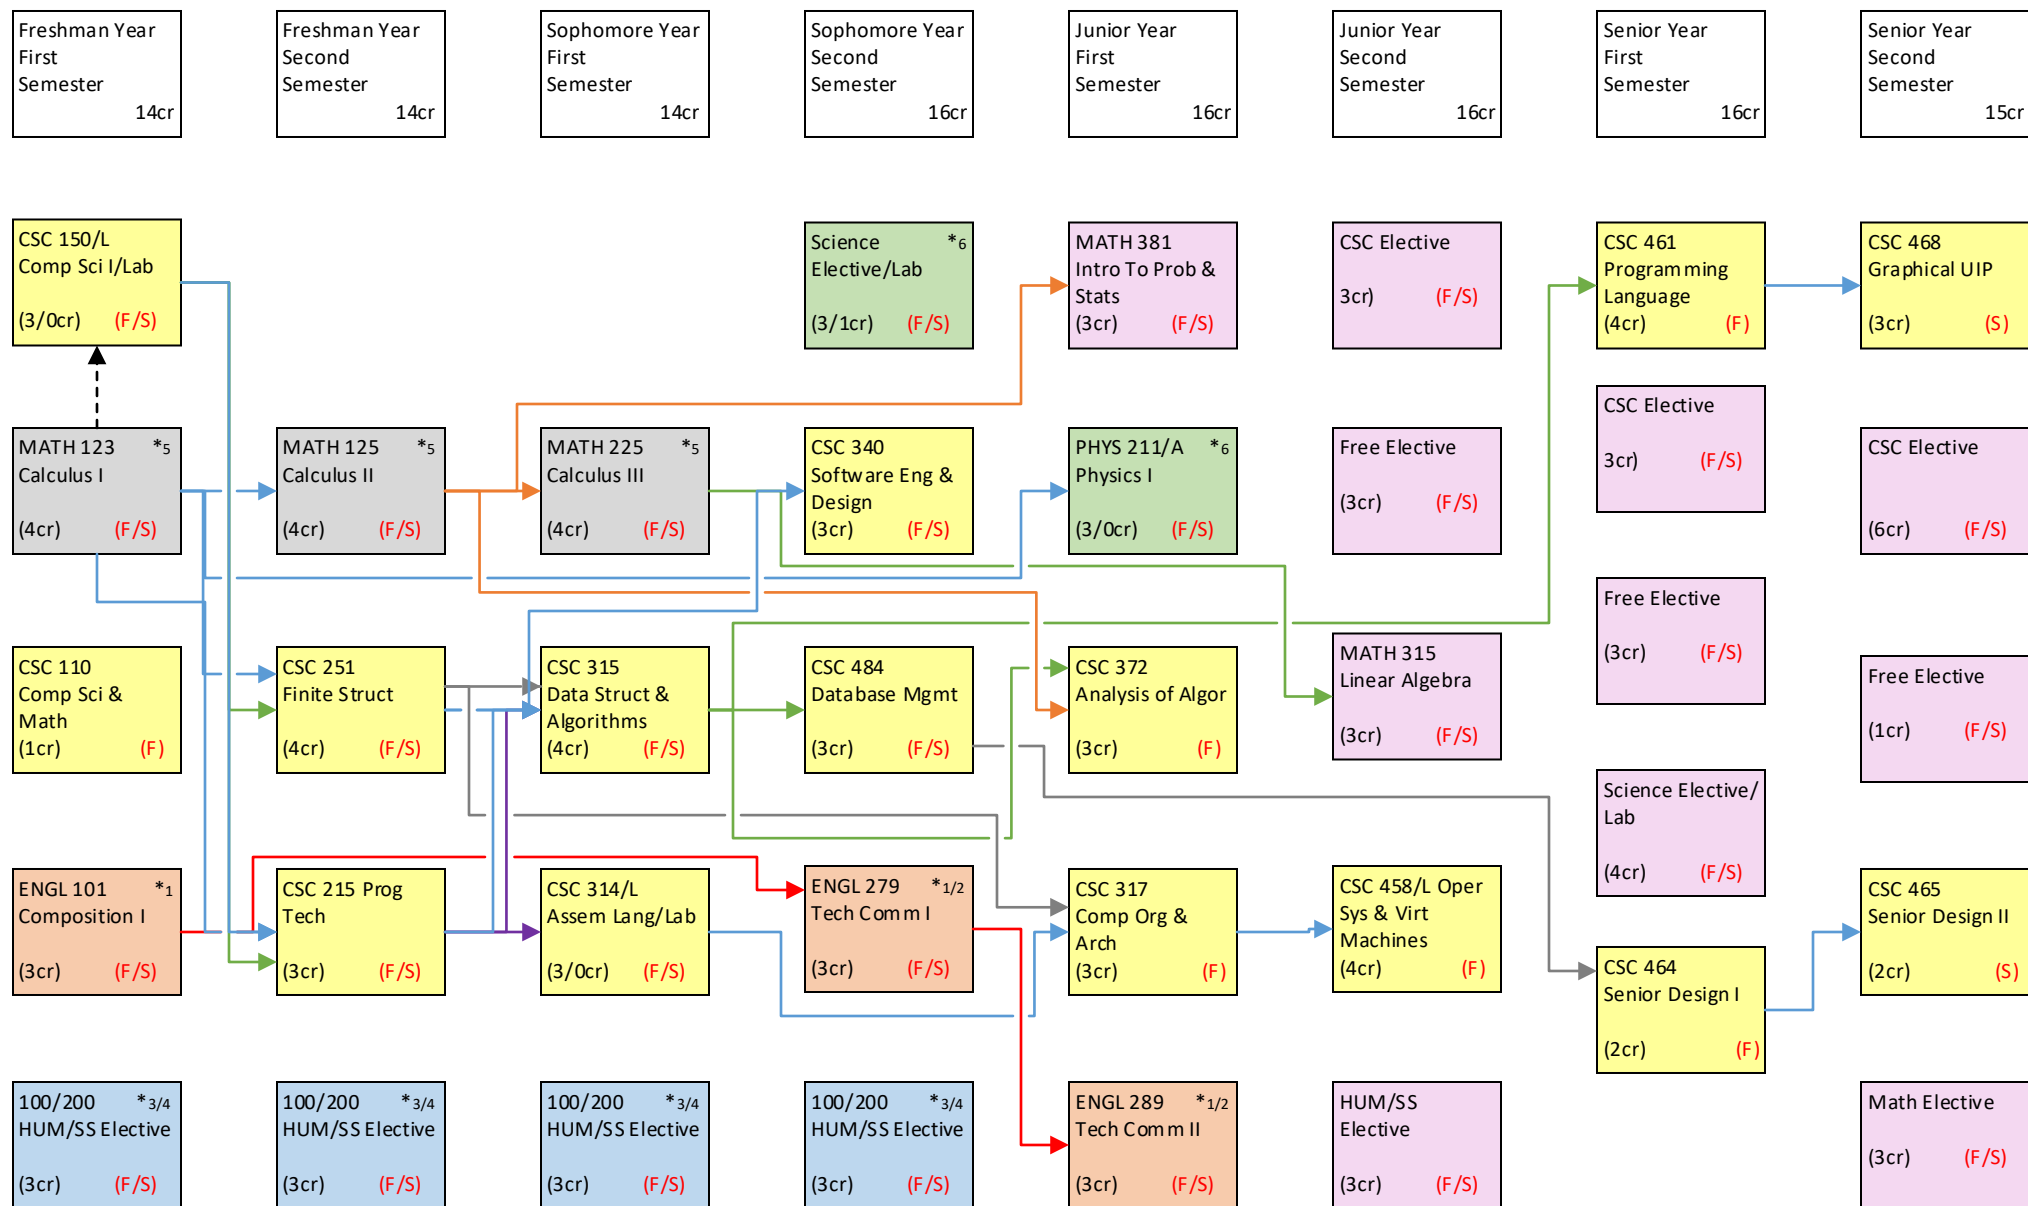 Freshman Year
First
Semester
14cr
Freshman Year
Second
Semester
14cr
Sophomore Year
First
Semester
14cr
Sophomore Year
Second
Semester
16cr
Junior Year
First
Semester
16cr
Junior Year
Second
Semester
16cr
Senior Year
First
Semester
16cr
Senior Year
Second
Semester
15cr
CSC 150/L
Comp Sci I/Lab
(3/0cr) (F/S)
MATH 123 *5
Calculus I
(4cr) (F/S)
CSC 110
Comp Sci &
Math
(1cr) (F)
ENGL 101 *1
Composition I
(3cr) (F/S)
100/200 *3/4
HUM/SS Elective
(3cr) (F/S)
MATH 125 *5
Calculus II
(4cr) (F/S)
CSC 251
Finite Struct
(4cr) (F/S)
CSC 215 Prog
Tech
(3cr) (F/S)
100/200 *3/4
HUM/SS Elective
(3cr) (F/S)
MATH 225 *5
Calculus III
(4cr) (F/S)
CSC 315
Data Struct &
Algorithms
(4cr) (F/S)
CSC 314/L
Assem Lang/Lab
(3/0cr) (F/S)
100/200 *3/4
HUM/SS Elective
(3cr) (F/S)
Science *6
Elective/Lab
(3/1cr) (F/S)
CSC 340
Software Eng &
Design
(3cr) (F/S)
CSC 484
Database Mgmt
(3cr) (F/S)
ENGL 279 *1/2
Tech Comm I
(3cr) (F/S)
100/200 *3/4
HUM/SS Elective
(3cr) (F/S)
MATH 381
Intro To Prob &
Stats
(3cr) (F/S)
PHYS 211/A *6
Physics I
(3/0cr) (F/S)
CSC 372
Analysis of Algor
(3cr) (F)
CSC 317
Comp Org &
Arch
(3cr) (F)
ENGL 289 *1/2
Tech Comm II
(3cr) (F/S)
CSC Elective
3cr) (F/S)
Free Elective
(3cr) (F/S)
MATH 315
Linear Algebra
(3cr) (F/S)
CSC 458/L Oper
Sys & Virt
Machines
(4cr) (F)
HUM/SS
Elective
(3cr) (F/S)
CSC 461
Programming
Language
(4cr) (F)
CSC Elective
3cr) (F/S)
Free Elective
(3cr) (F/S)
Science Elective/
Lab
(4cr) (F/S)
CSC 464
Senior Design I
(2cr) (F)
CSC 468
Graphical UIP
(3cr) (S)
CSC Elective
(6cr) (F/S)
Free Elective
(1cr) (F/S)
CSC 465
Senior Design II
(2cr) (S)
Math Elective
(3cr) (F/S)